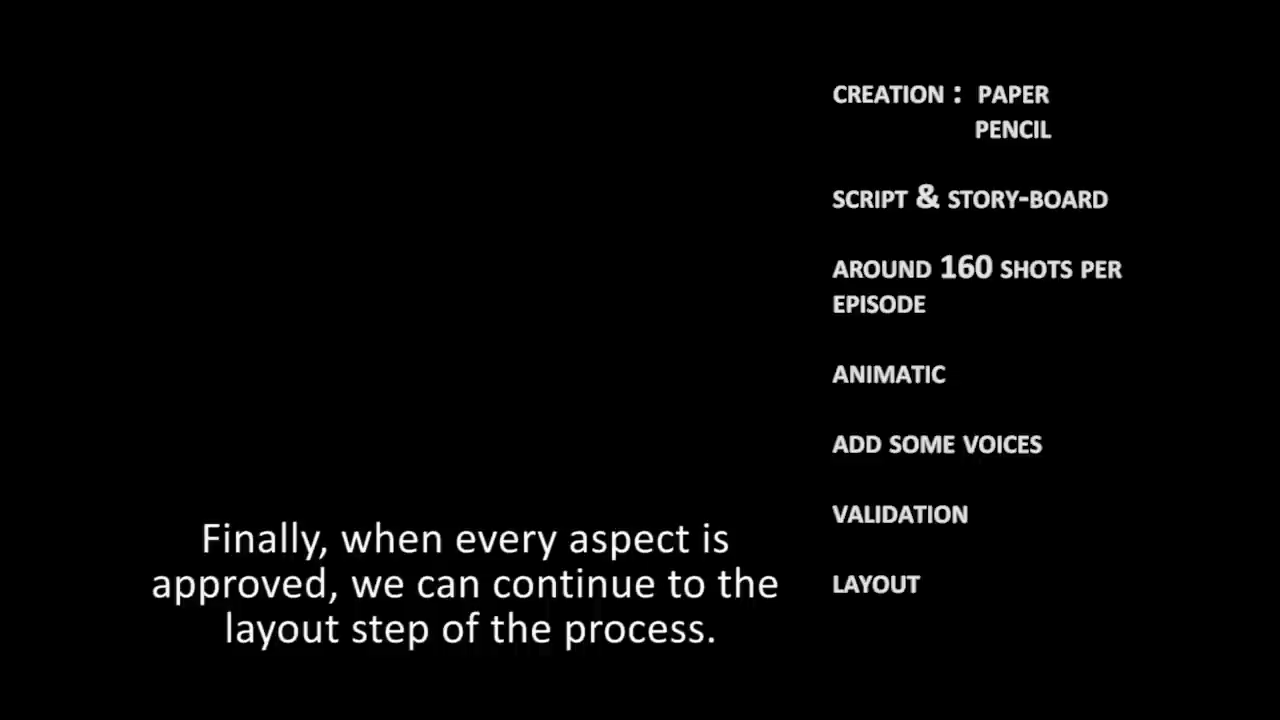 CREATION : PAPER
PENCIL
SCRIPT & STORY-BOARD
AROUND 160 SHOTS PER
EPISODE
ANIMATIC
ADD SOME VOICES
VALIDATION
LAYOUT
Finally, when every aspect is
approved, we can continue to the
layout step of the process.